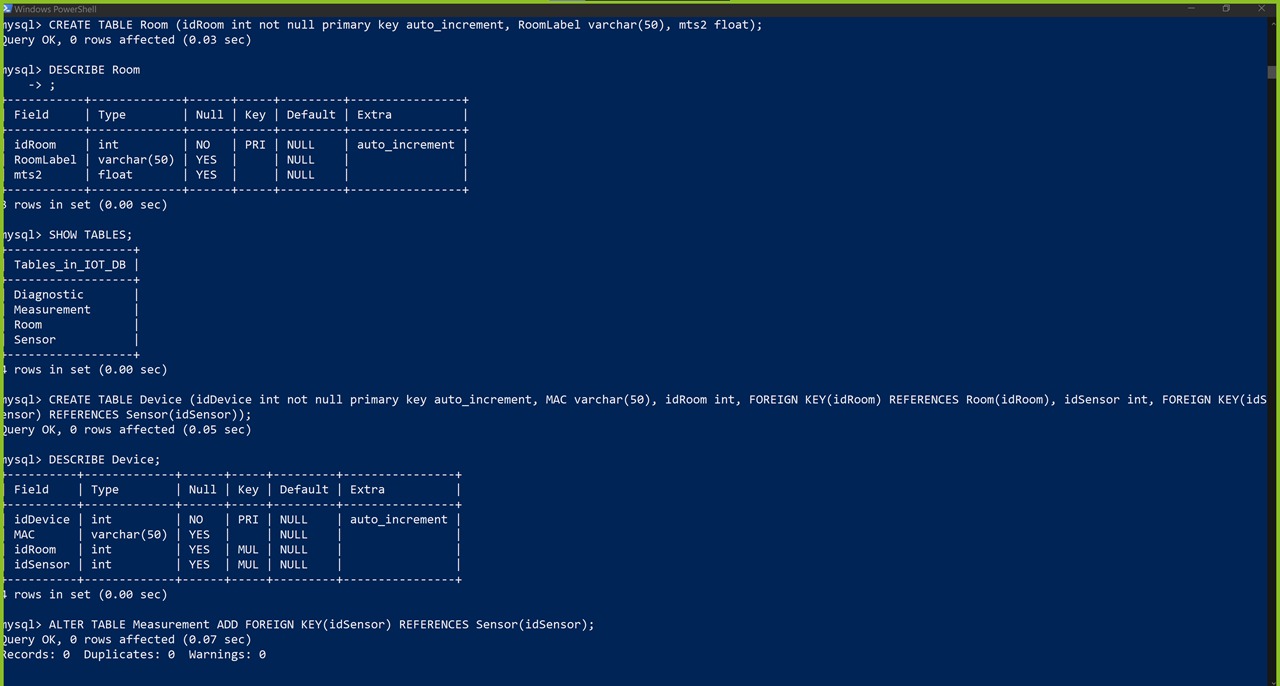 Windows PowerShell
mysql> CREATE TABLE Room (idRoom int not null primary key auto_increment, RoomLabel varchar(50), mts2 float);
Query OK, 0 rows affected (0.03 sec)
mysql> DESCRIBE Room
    -> ;
+-----------+-------------+------+-----+---------+----------------+
| Field     | Type        | Null | Key | Default | Extra          |
+-----------+-------------+------+-----+---------+----------------+
| idRoom    | int         | NO   | PRI | NULL    | auto_increment |
| RoomLabel | varchar(50) | YES  |     | NULL    |                |
| mts2      | float       | YES  |     | NULL    |                |
+-----------+-------------+------+-----+---------+----------------+
3 rows in set (0.00 sec)
mysql> SHOW TABLES;
+------------------+
| Tables_in_IOT_DB |
+------------------+
| Diagnostic       |
| Measurement      |
| Room             |
| Sensor           |
+------------------+
4 rows in set (0.00 sec)
mysql> CREATE TABLE Device (idDevice int not null primary key auto_increment, MAC varchar(50), idRoom int, FOREIGN KEY(idRoom) REFERENCES Room(idRoom), idSensor int, FOREIGN KEY(idS
ensor) REFERENCES Sensor(idSensor));
Query OK, 0 rows affected (0.05 sec)
mysql> DESCRIBE Device;
+----------+-------------+------+-----+---------+----------------+
| Field    | Type        | Null | Key | Default | Extra          |
+----------+-------------+------+-----+---------+----------------+
| idDevice | int         | NO   | PRI | NULL    | auto_increment |
| MAC      | varchar(50) | YES  |     | NULL    |                |
| idRoom   | int         | YES  | MUL | NULL    |                |
| idSensor | int         | YES  | MUL | NULL    |                |
+----------+-------------+------+-----+---------+----------------+
4 rows in set (0.00 sec)
mysql> ALTER TABLE Measurement ADD FOREIGN KEY(idSensor) REFERENCES Sensor(idSensor);
Query OK, 0 rows affected (0.07 sec)
Records: 0  Duplicates: 0  Warnings: 0